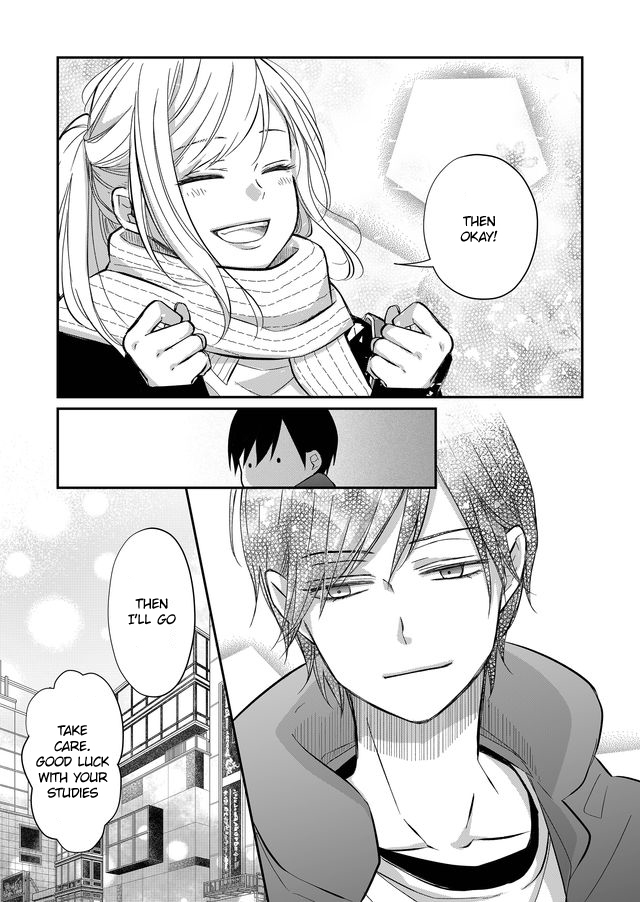 THEN
OKAY!
THEN
I'LL GO
TAKE
CARE.
GOOD LUCK
WITH YOUR
STUDIES